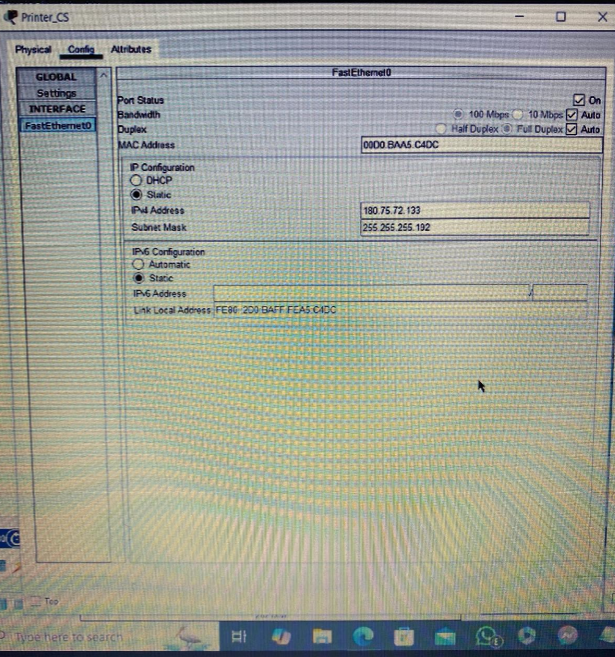 Printer_CS
Physical Config Attributes
GLOBAL
Settings
INTERFACE
FastEthernet0
FastEthernet0
Port Status On
Bandwidth 100 Mbps 10 Mbps Auto
Duplex Half Duplex Full Duplex Auto
MAC Address 00D0.BAA5.C4DC
IP Configuration
DHCP
Static
IPv4 Address 180.75.72.133
Subnet Mask 255.255.255.192
IPv6 Configuration
Automatic
Static
IPv6 Address /
Link Local Address: FE80::2D0:BAFF:FEA5:C4DC
Top
Type here to search